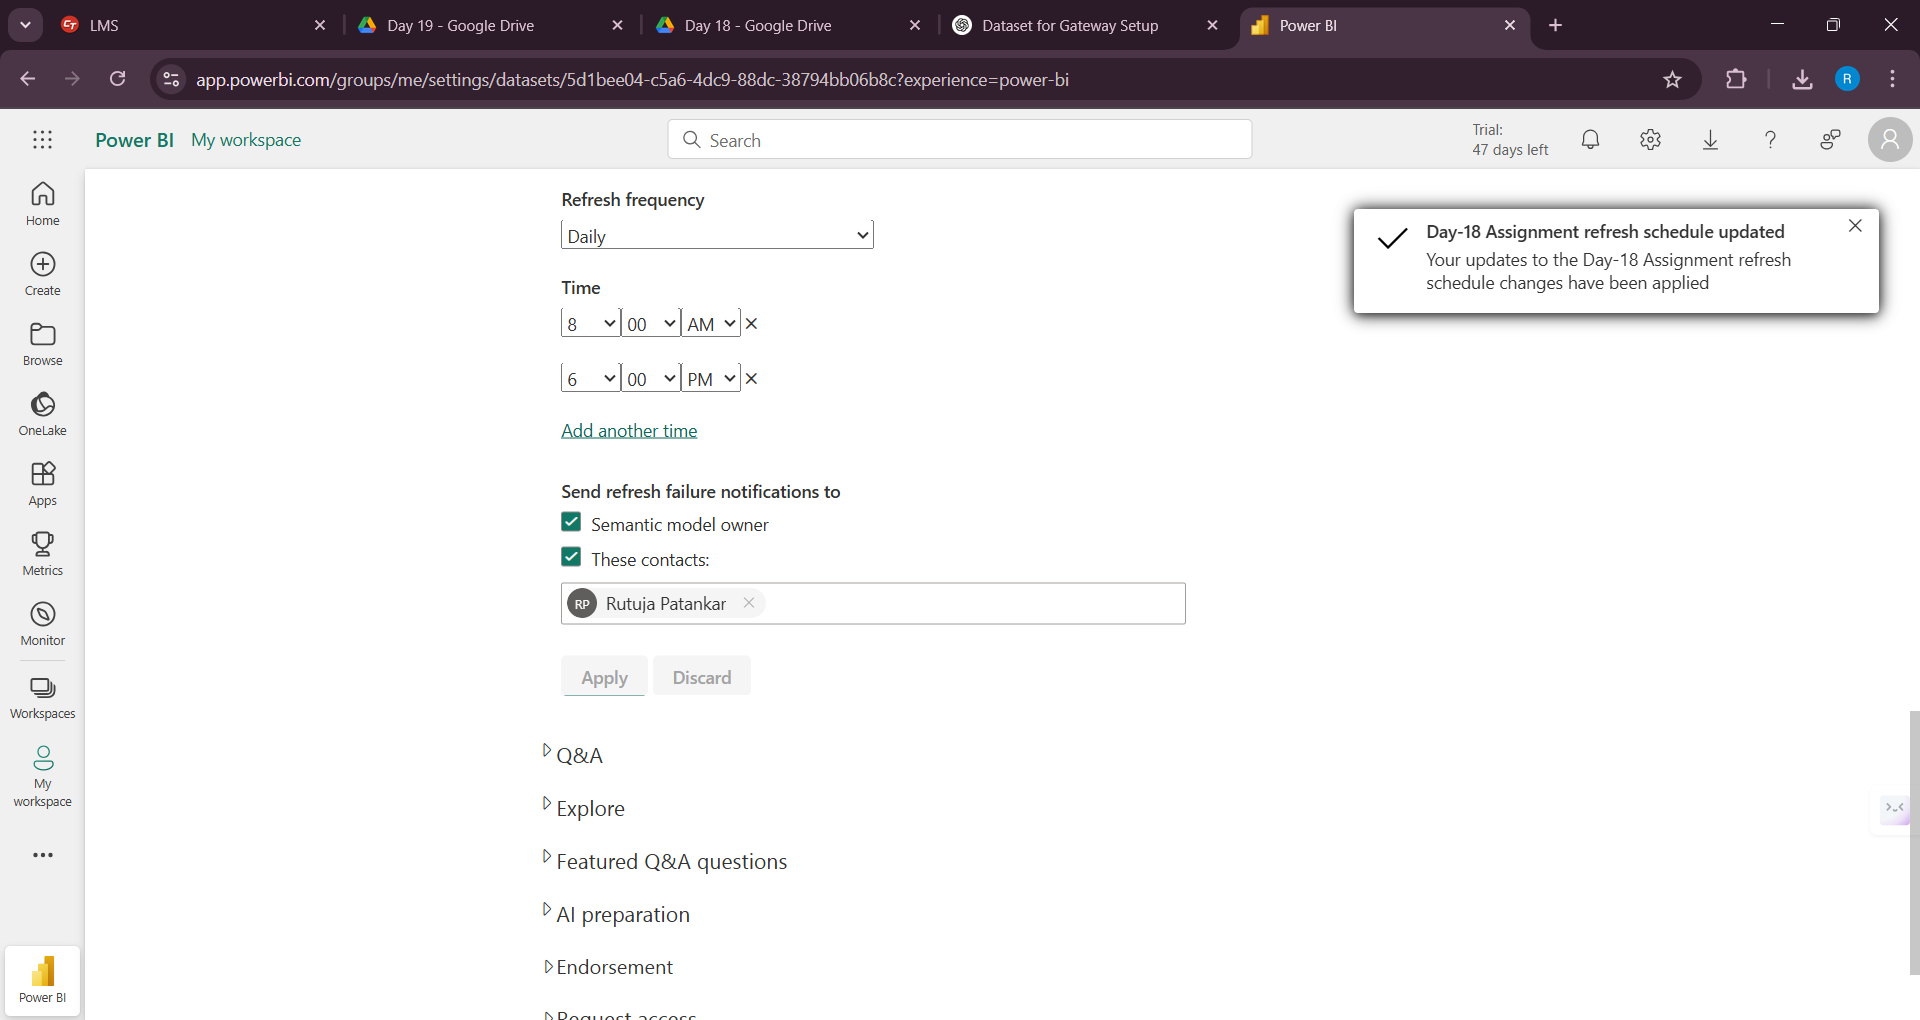 LMS
Day 19 - Google Drive
Day 18 - Google Drive
Dataset for Gateway Setup
Power BI
app.powerbi.com/groups/me/settings/datasets/5d1bee04-c5a6-4dc9-88dc-38794bb06b8c?experience=power-bi
R
Power BI My workspace
Search
Trial:
47 days left
Home
Create
Browse
OneLake
Apps
Metrics
Monitor
Workspaces
My
workspace
Power BI
Refresh frequency
Daily
Time
8 00 AM
6 00 PM
Add another time
Send refresh failure notifications to
Semantic model owner
These contacts:
RP Rutuja Patankar
Apply Discard
Q&A
Explore
Featured Q&A questions
AI preparation
Endorsement
Request access
Day-18 Assignment refresh schedule updated
Your updates to the Day-18 Assignment refresh
schedule changes have been applied